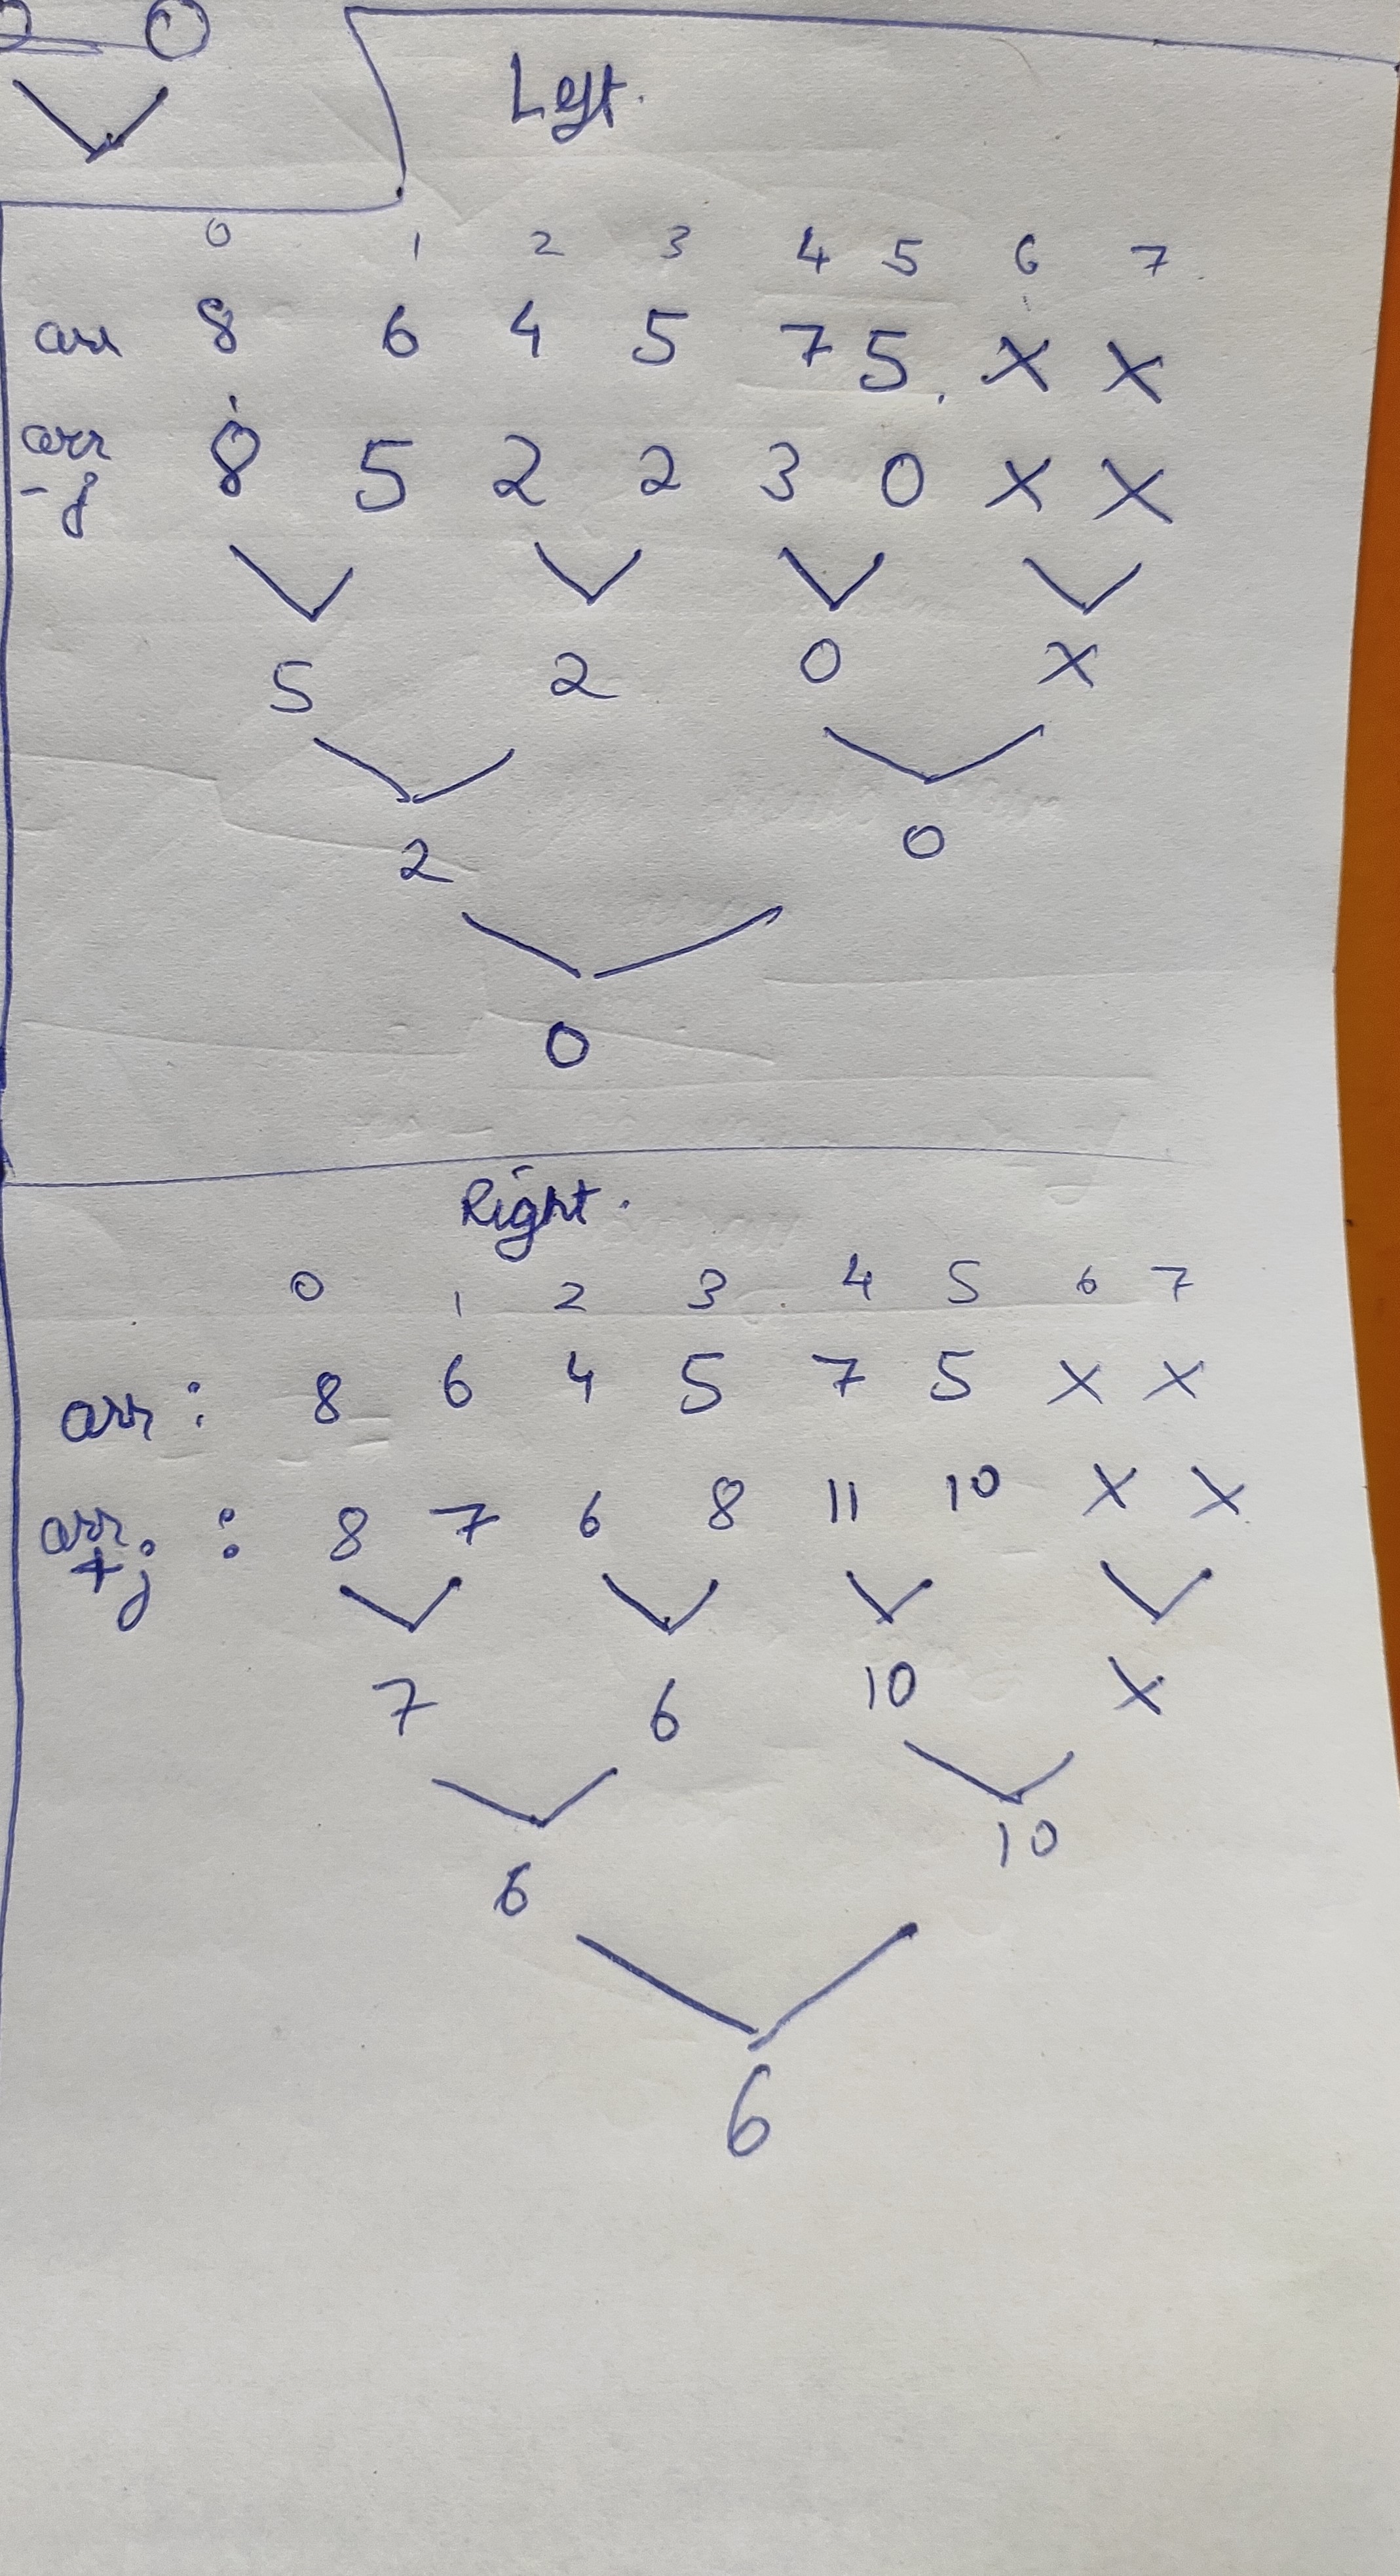 Left.
0 1 2 3 4 5 6 7
arr 8 6 4 5 7 5 x x
arr
-j 8 5 2 2 3 0 x x
5 2 0 x
2 0
0
Right.
0 1 2 3 4 5 6 7
arr : 8 6 4 5 7 5 x x
arr
+j : 8 7 6 8 11 10 x x
7 6 10 x
6 10
6